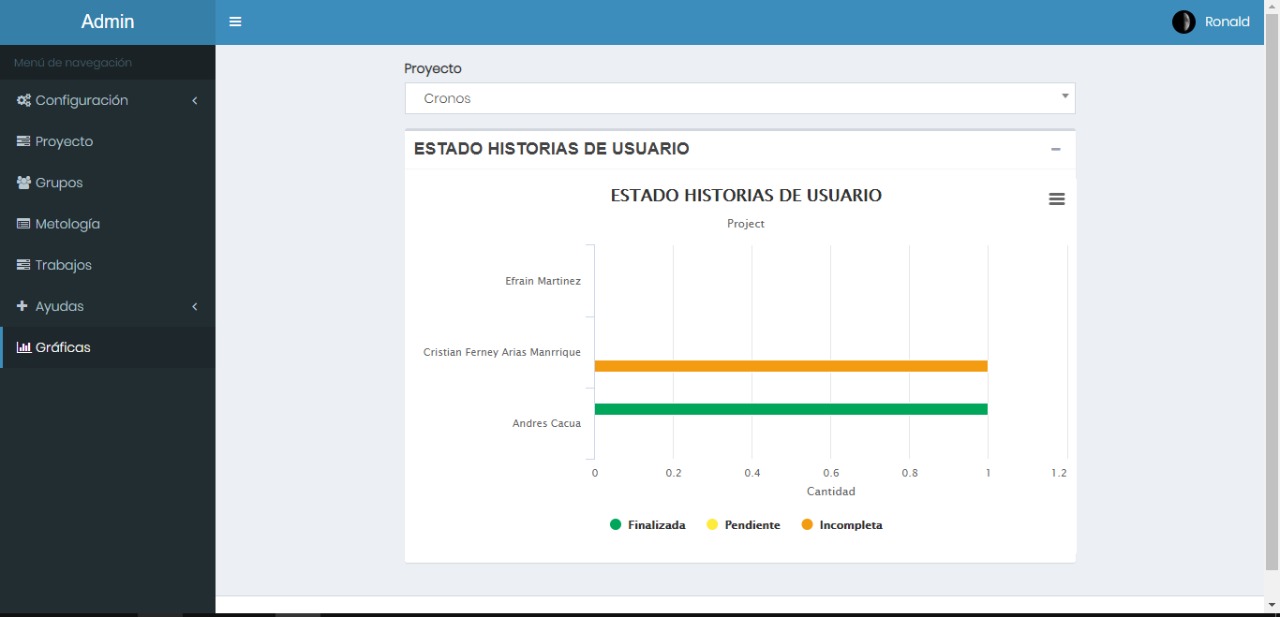 Admin
Ronald
Menú de navegación
Configuración
Proyecto
Grupos
Metología
Trabajos
Ayudas
Gráficas
Proyecto
Cronos
ESTADO HISTORIAS DE USUARIO
ESTADO HISTORIAS DE USUARIO
Project
Efrain Martinez
Cristian Ferney Arias Manrrique
Andres Cacua
0 0.2 0.4 0.6 0.8 1 1.2
Cantidad
Finalizada Pendiente Incompleta